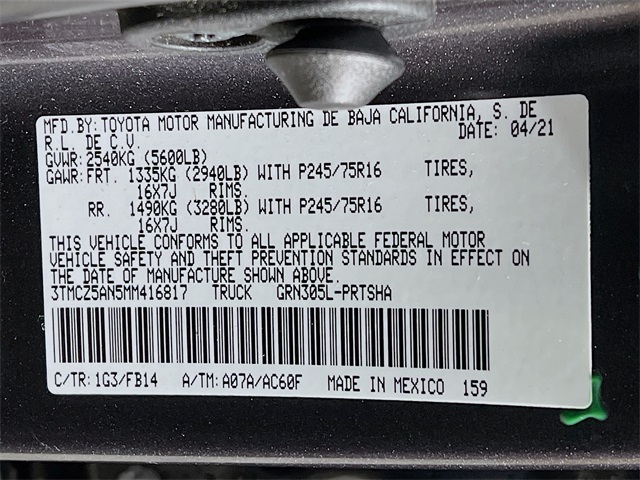 MFD.BY:TOYOTA MOTOR MANUFACTURING DE BAJA CALIFORNIA, S. DE
R.L. DE C.V. DATE: 04/21
GVWR:2540KG (5600LB)
GAWR:FRT. 1335KG (2940LB) WITH P245/75R16 TIRES,
16X7J RIMS.
RR. 1490KG (3280LB) WITH P245/75R16 TIRES,
16X7J RIMS.
THIS VEHICLE CONFORMS TO ALL APPLICABLE FEDERAL MOTOR
VEHICLE SAFETY AND THEFT PREVENTION STANDARDS IN EFFECT ON
THE DATE OF MANUFACTURE SHOWN ABOVE.
3TMCZ5AN5MM416817 TRUCK GRN305L-PRTSHA
C/TR: 1G3/FB14 A/TM: A07A/AC60F MADE IN MEXICO 159